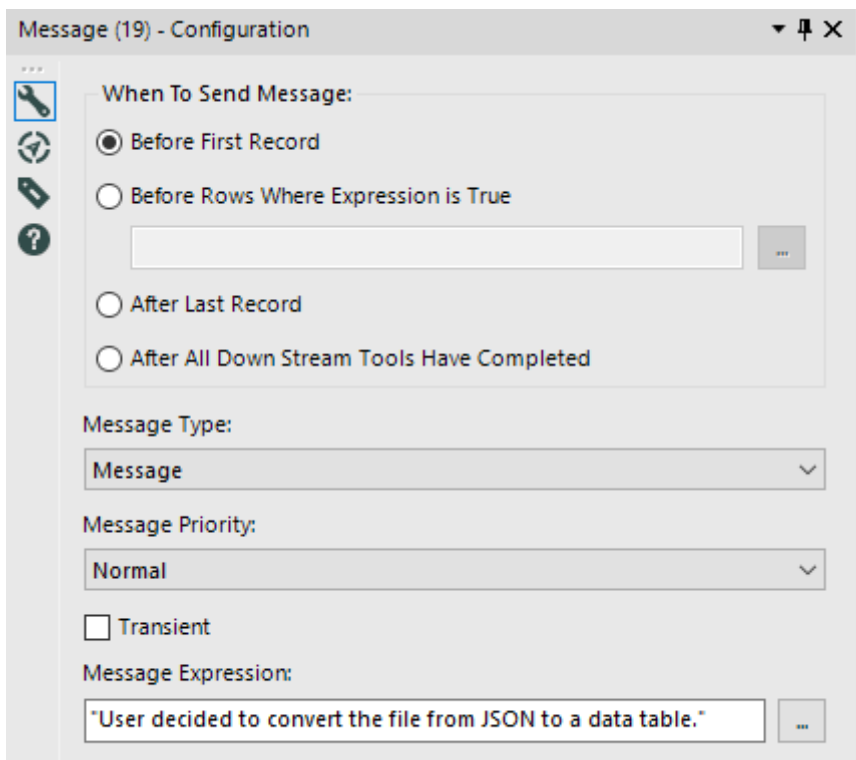 Message (19) - Configuration
When To Send Message:
Before First Record
Before Rows Where Expression is True
...
After Last Record
After All Down Stream Tools Have Completed
Message Type:
Message
Message Priority:
Normal
Transient
Message Expression:
"User decided to convert the file from JSON to a data table."
...